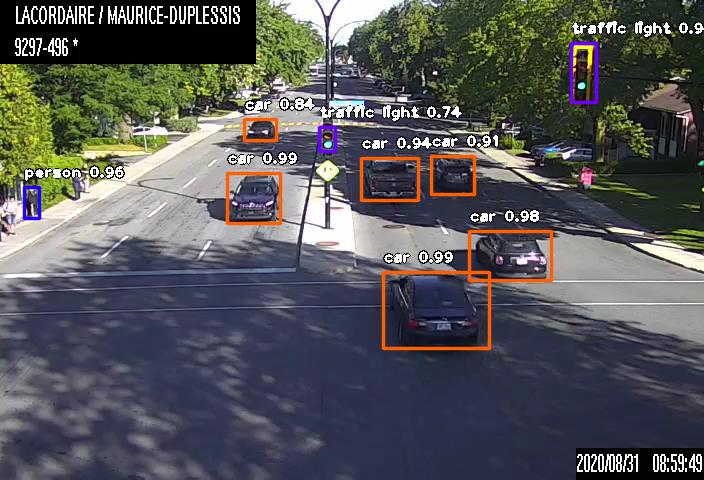 LACORDAIRE / MAURICE-DUPLESSIS
9297-496 *
traffic light 0.9
car 0.84
traffic light 0.74
car 0.94
car 0.91
car 0.99
person 0.96
car 0.98
car 0.99
2020/08/31 08:59:49